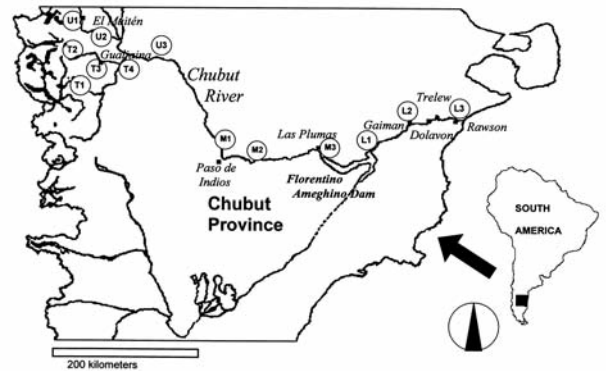 U1
El Maitén
U2
U3
T2
Gualjaina
T3
T4
T1
Chubut
River
M1
M2
Las Plumas
M3
L1
Gaiman
L2
Trelew
L3
Dolavon
Rawson
Paso de
Indios
Florentino
Ameghino Dam
Chubut
Province
SOUTH
AMERICA
200 kilometers